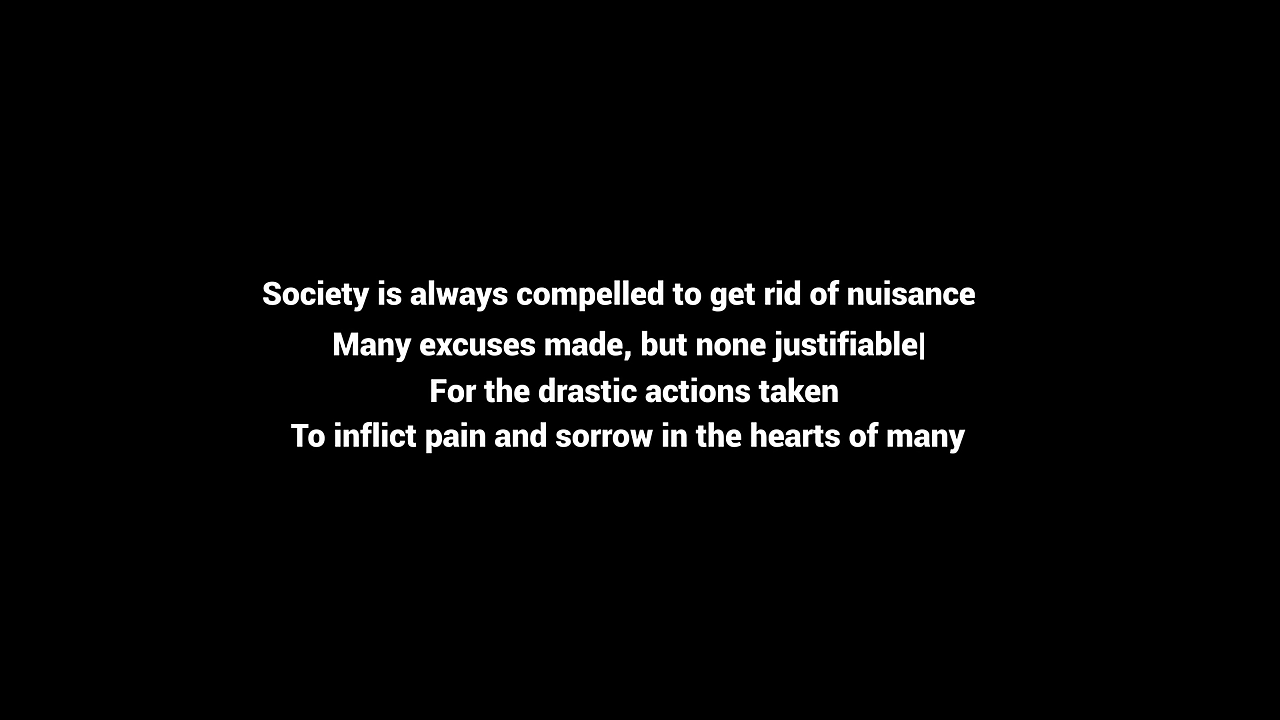 Society is always compelled to get rid of nuisance
Many excuses made, but none justifiable|
For the drastic actions taken
To inflict pain and sorrow in the hearts of many